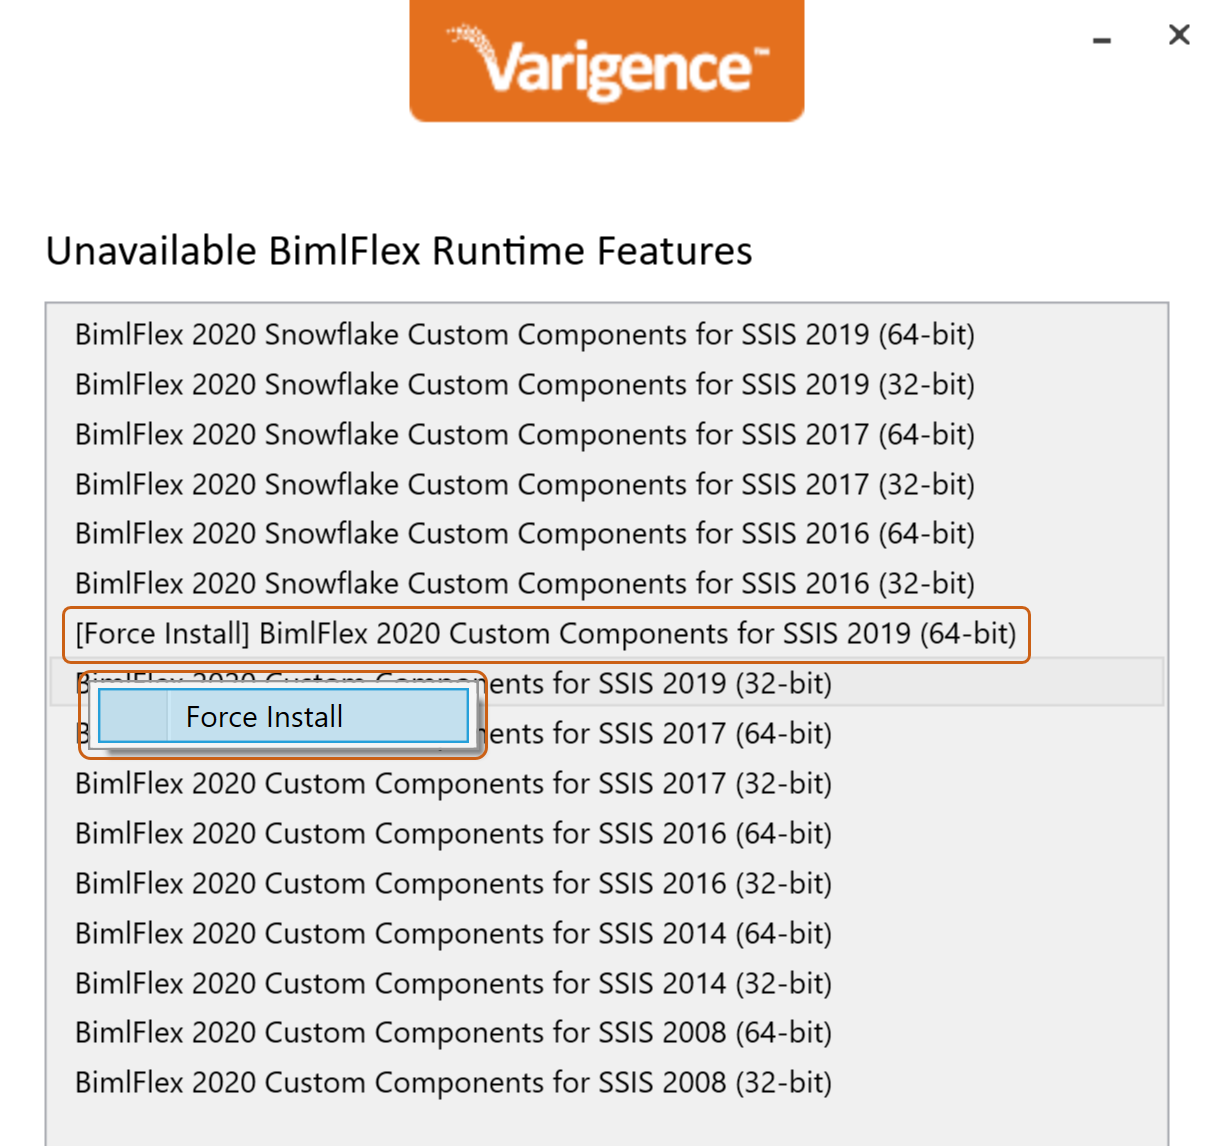 Varigence™
Unavailable BimlFlex Runtime Features
BimlFlex 2020 Snowflake Custom Components for SSIS 2019 (64-bit)
BimlFlex 2020 Snowflake Custom Components for SSIS 2019 (32-bit)
BimlFlex 2020 Snowflake Custom Components for SSIS 2017 (64-bit)
BimlFlex 2020 Snowflake Custom Components for SSIS 2017 (32-bit)
BimlFlex 2020 Snowflake Custom Components for SSIS 2016 (64-bit)
BimlFlex 2020 Snowflake Custom Components for SSIS 2016 (32-bit)
[Force Install] BimlFlex 2020 Custom Components for SSIS 2019 (64-bit)
BimlFlex 2020 Custom Components for SSIS 2019 (32-bit)
Force Install
for SSIS 2017 (64-bit)
BimlFlex 2020 Custom Components for SSIS 2017 (32-bit)
BimlFlex 2020 Custom Components for SSIS 2016 (64-bit)
BimlFlex 2020 Custom Components for SSIS 2016 (32-bit)
BimlFlex 2020 Custom Components for SSIS 2014 (64-bit)
BimlFlex 2020 Custom Components for SSIS 2014 (32-bit)
BimlFlex 2020 Custom Components for SSIS 2008 (64-bit)
BimlFlex 2020 Custom Components for SSIS 2008 (32-bit)